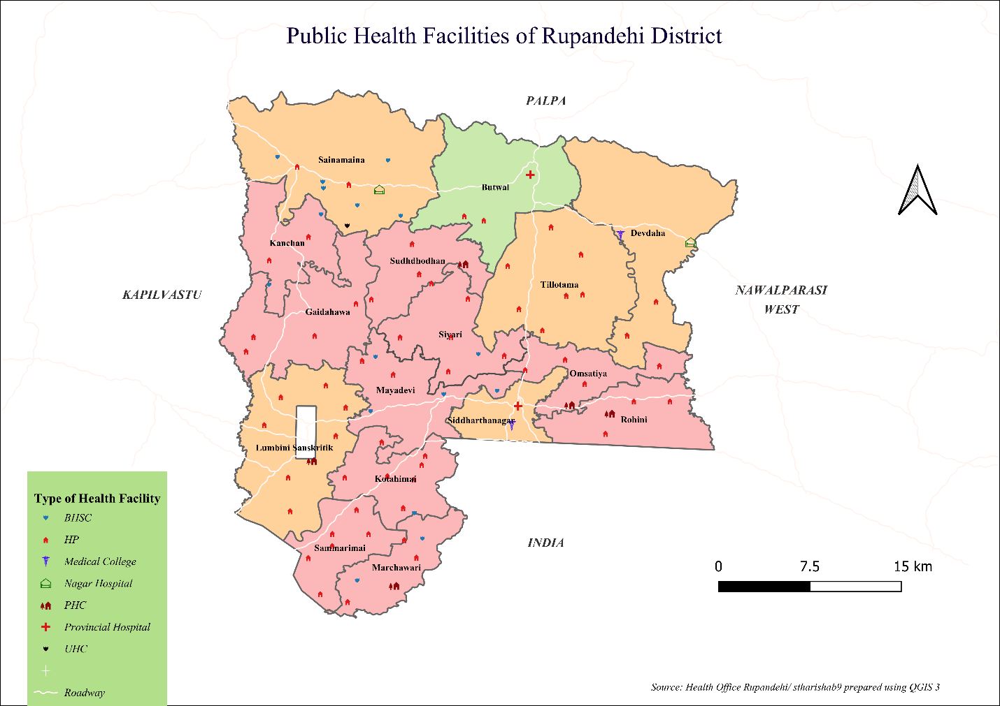 Public Health Facilities of Rupandehi District
PALPA
Sainamaina
Butwal
Devdaha
Kanchan
Sudhdhodhan
Tillotama
KAPILVASTU
NAWALPARASI
WEST
Gaidahawa
Siyari
Omsatiya
Mayadevi
Siddharthanagar
Rohini
Lumbini Sanskritik
Kotahimai
INDIA
Sammarimai
Marchawari
Type of Health Facility
BHSC
HP
Medical College
Nagar Hospital
PHC
Provincial Hospital
UHC
Roadway
0 7.5 15 km
Source: Health Office Rupandehi/ stharishab9 prepared using QGIS 3